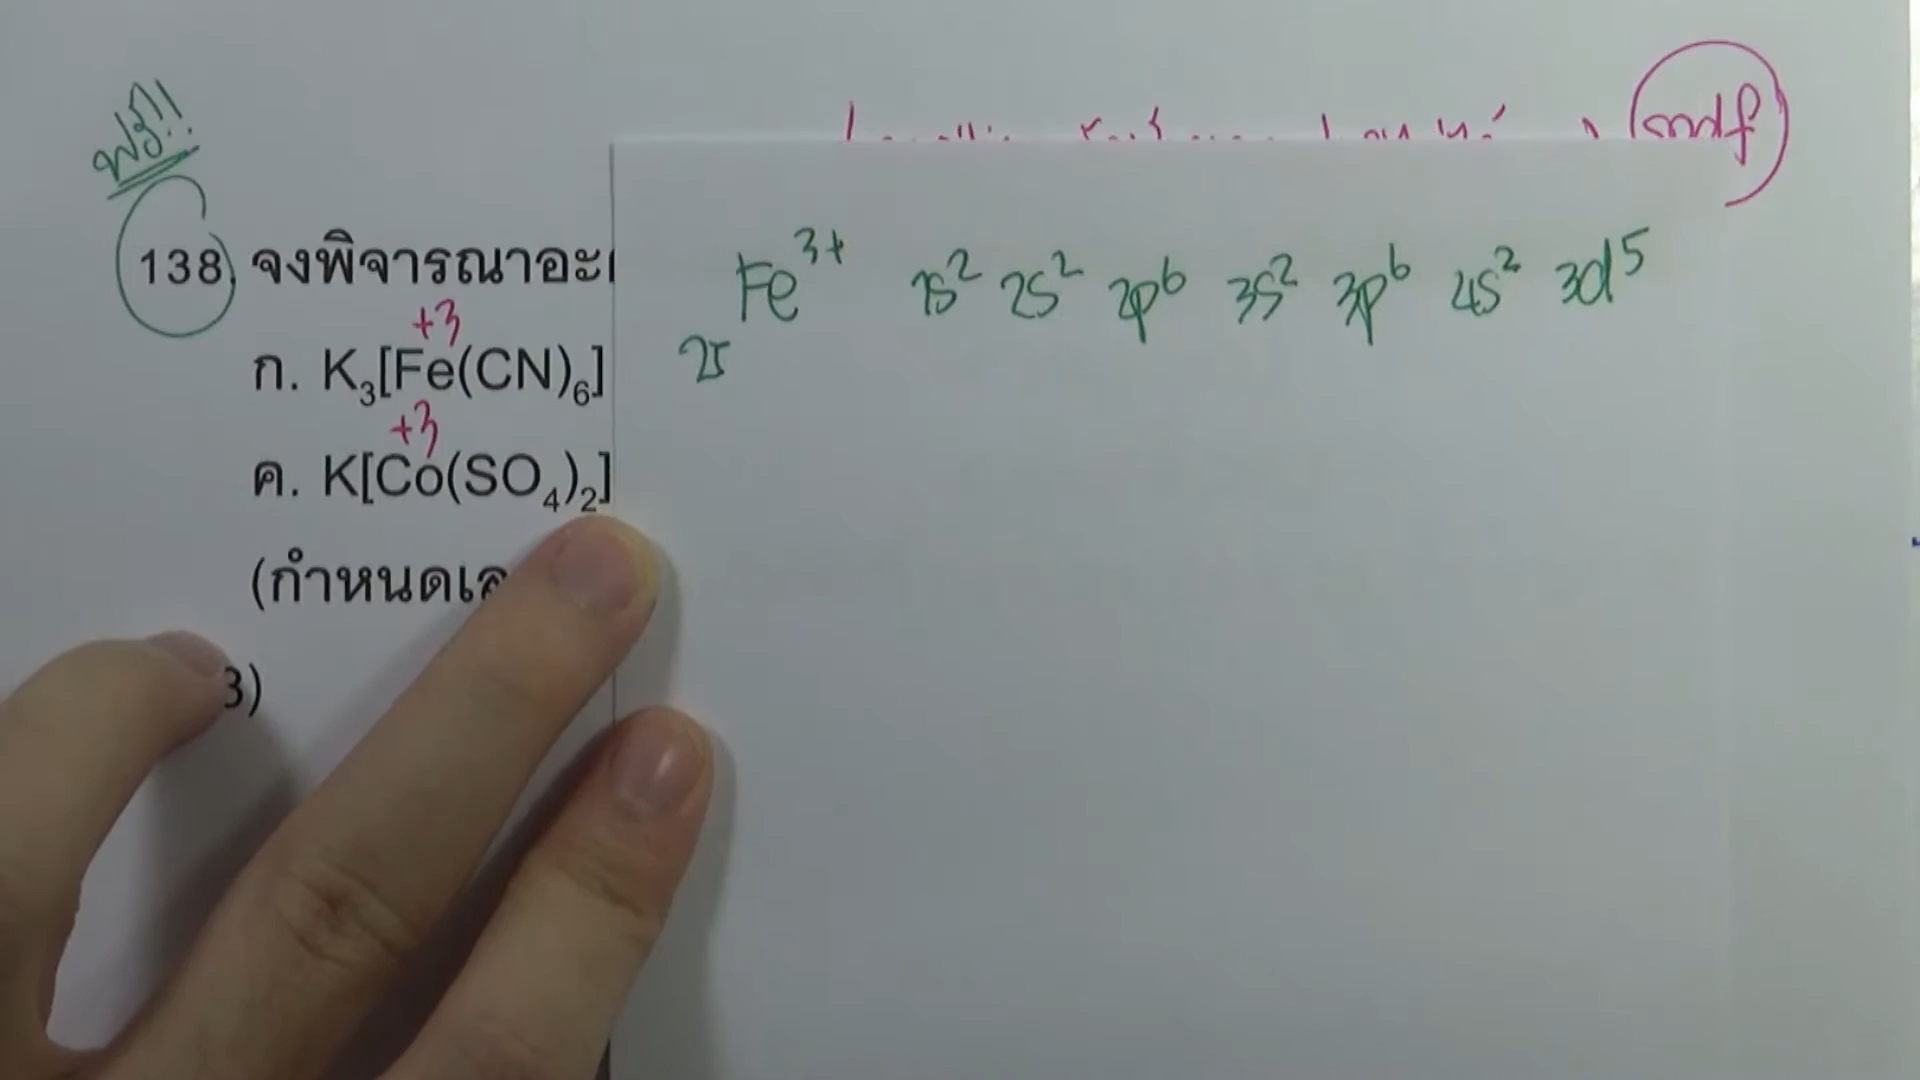 ฟรี!!
138. จงพิจารณาอะ
+3
ก. K₃[Fe(CN)₆]
+3
ค. K[Co(SO₄)₂]
(กำหนดเล
3)
Fe³⁺ 1s² 2s² 2p⁶ 3s² 3p⁶ 4s² 3d⁵
25